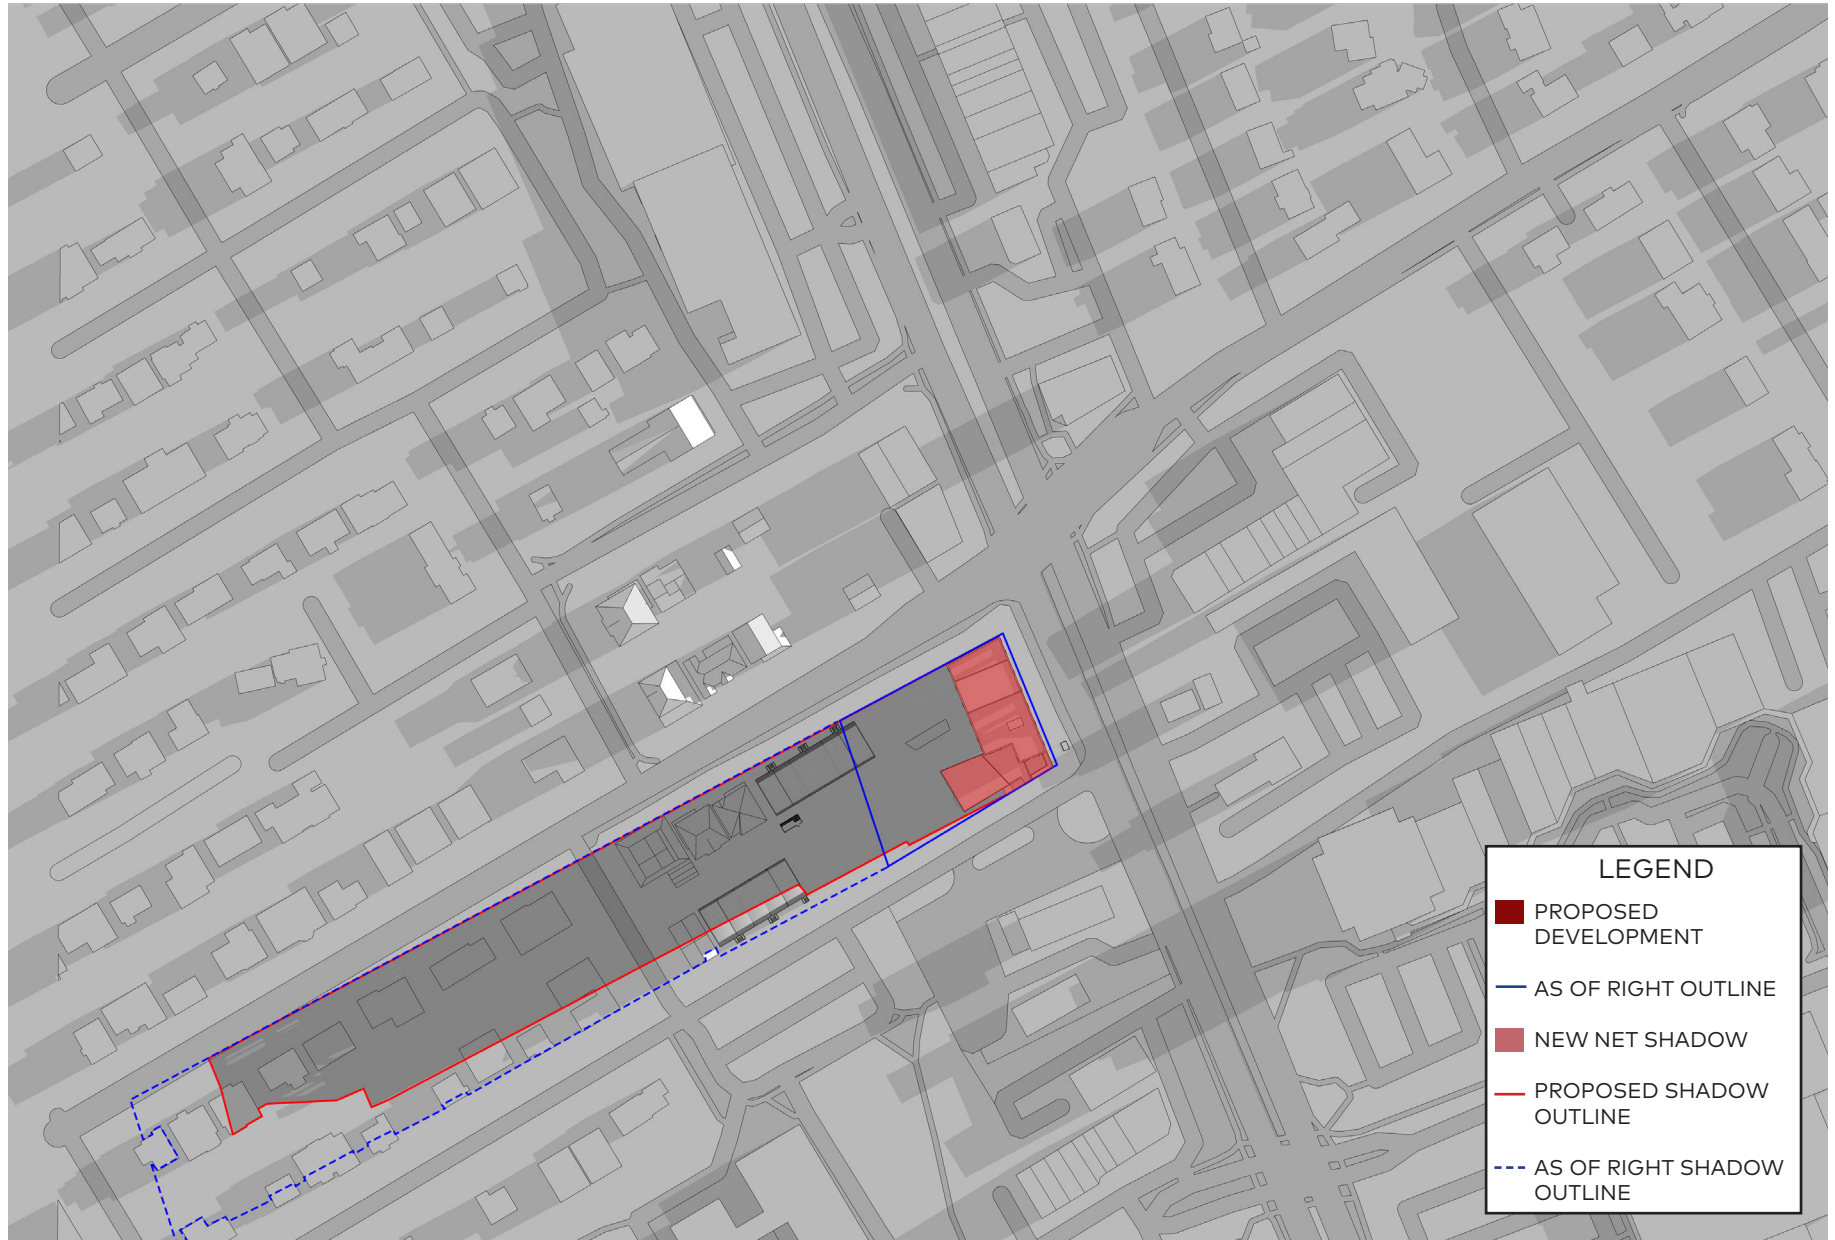 LEGEND
PROPOSED
DEVELOPMENT
AS OF RIGHT OUTLINE
NEW NET SHADOW
PROPOSED SHADOW
OUTLINE
AS OF RIGHT SHADOW
OUTLINE